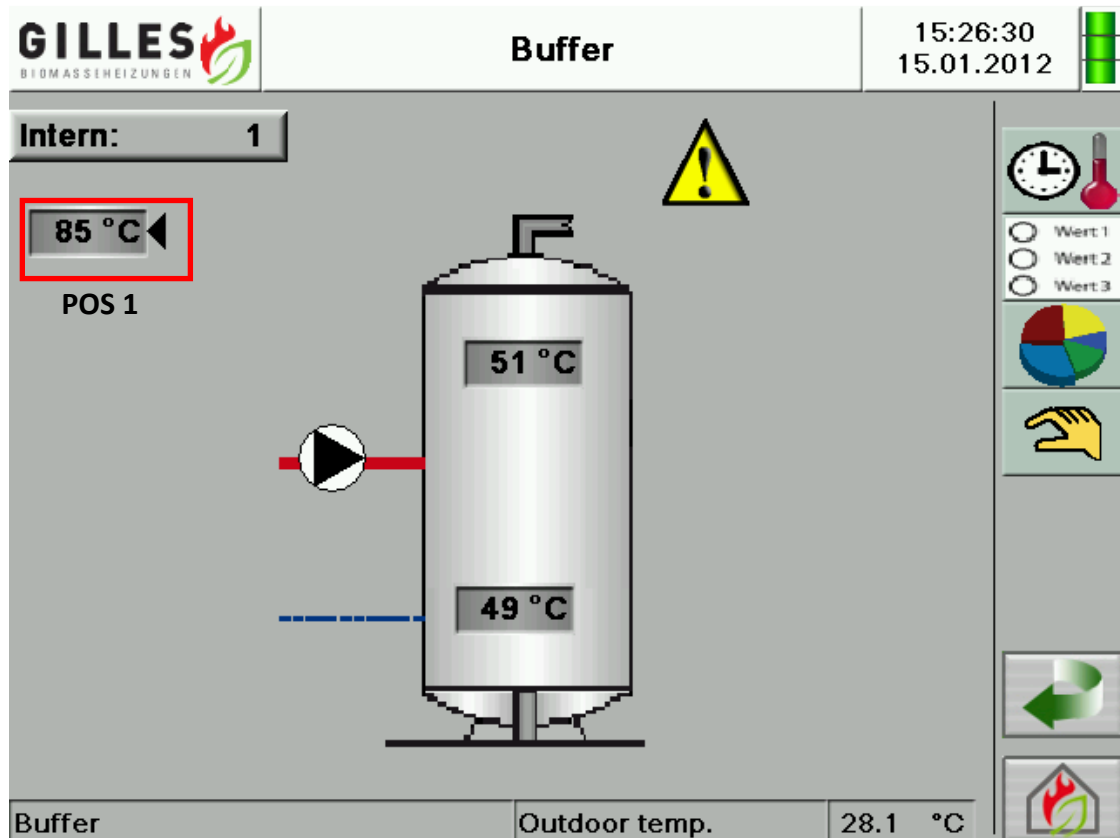 GILLES
BIOMASSEHEIZUNGEN
Buffer
15:26:30
15.01.2012
Intern: 1
85 °C
POS 1
Wert 1
Wert 2
Wert 3
51 °C
49 °C
Buffer
Outdoor temp.
28.1 °C